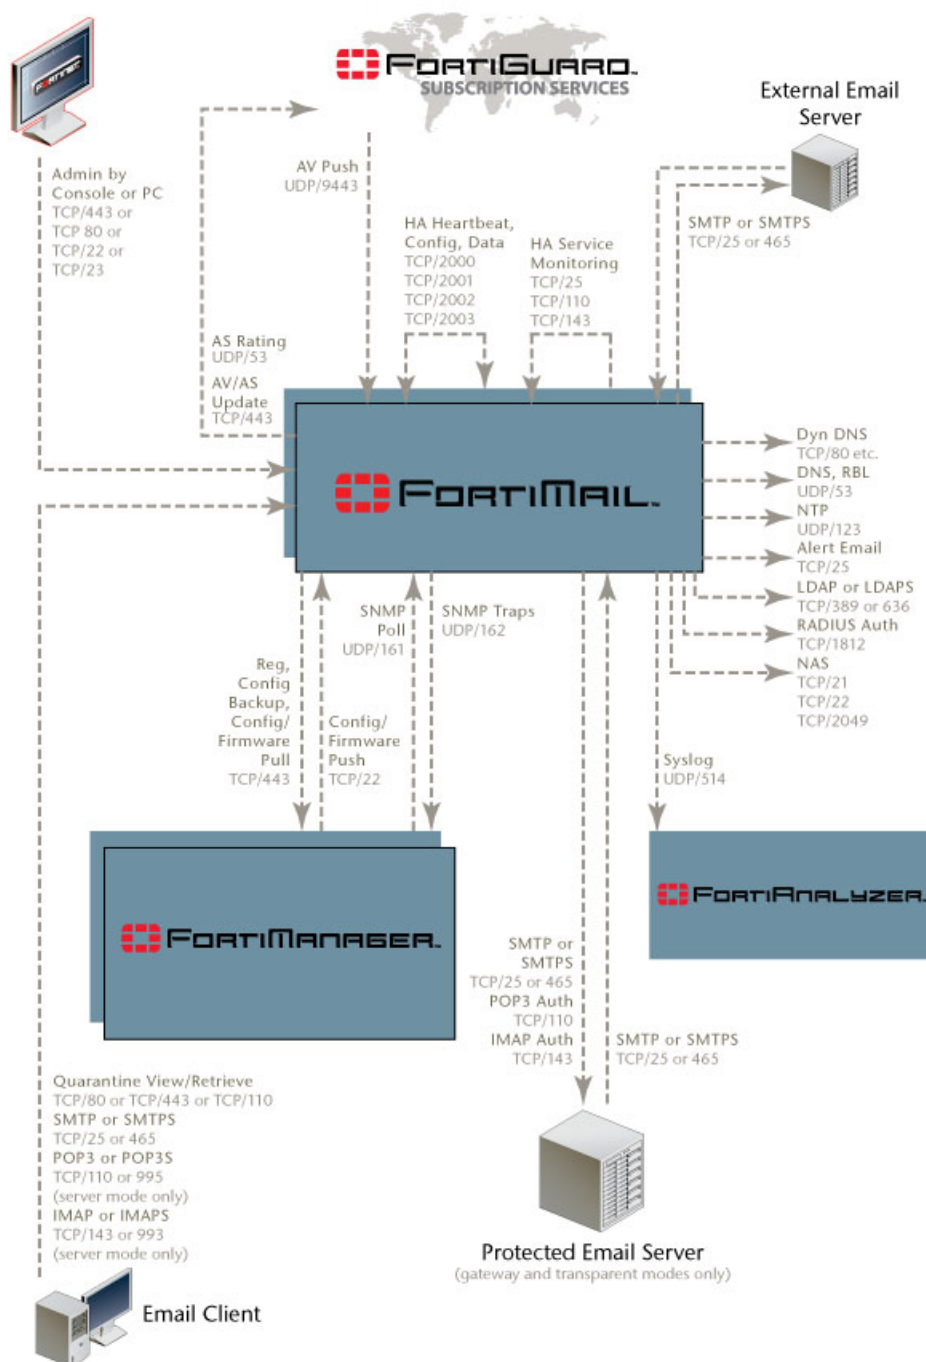 FORTINET
FORTIGUARD™
SUBSCRIPTION SERVICES
External Email
Server
Admin by
Console or PC
TCP/443 or
TCP 80 or
TCP/22 or
TCP/23
AV Push
UDP/9443
HA Heartbeat,
Config, Data
TCP/2000
TCP/2001
TCP/2002
TCP/2003
HA Service
Monitoring
TCP/25
TCP/110
TCP/143
SMTP or SMTPS
TCP/25 or 465
AS Rating
UDP/53
AV/AS
Update
TCP/443
FORTIMAIL™
Dyn DNS
TCP/80 etc.
DNS, RBL
UDP/53
NTP
UDP/123
Alert Email
TCP/25
LDAP or LDAPS
TCP/389 or 636
RADIUS Auth
TCP/1812
NAS
TCP/21
TCP/22
TCP/2049
SNMP
Poll
UDP/161
SNMP Traps
UDP/162
Reg,
Config
Backup,
Config/
Firmware
Pull
TCP/443
Config/
Firmware
Push
TCP/22
Syslog
UDP/514
FORTIMANAGER™
FORTIANALYZER™
SMTP or
SMTPS
TCP/25 or 465
POP3 Auth
TCP/110
IMAP Auth
TCP/143
SMTP or SMTPS
TCP/25 or 465
Quarantine View/Retrieve
TCP/80 or TCP/443 or TCP/110
SMTP or SMTPS
TCP/25 or 465
POP3 or POP3S
TCP/110 or 995
(server mode only)
IMAP or IMAPS
TCP/143 or 993
(server mode only)
Protected Email Server
(gateway and transparent modes only)
Email Client